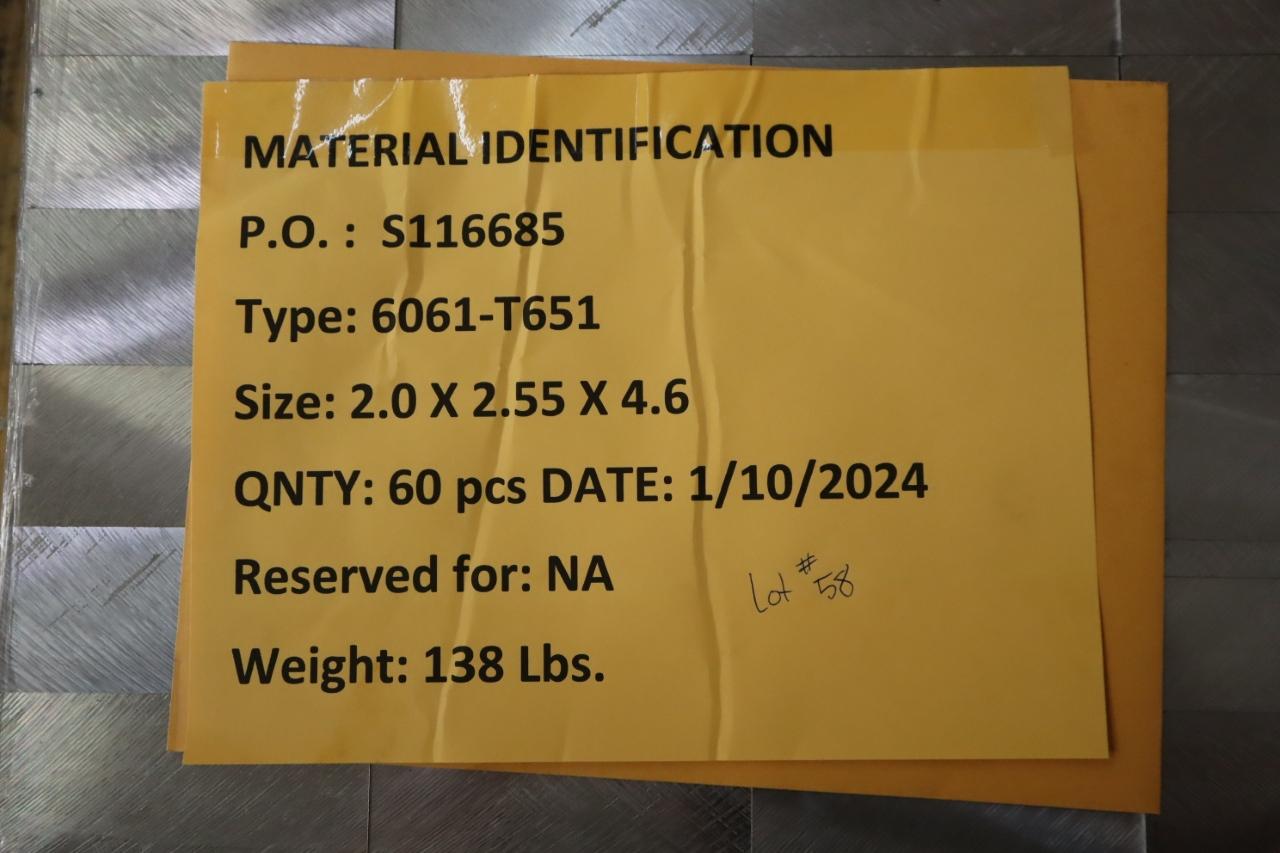 MATERIAL IDENTIFICATION
P.O. : S116685
Type: 6061-T651
Size: 2.0 X 2.55 X 4.6
QNTY: 60 pcs DATE: 1/10/2024
Reserved for: NA
Lot # 58
Weight: 138 Lbs.